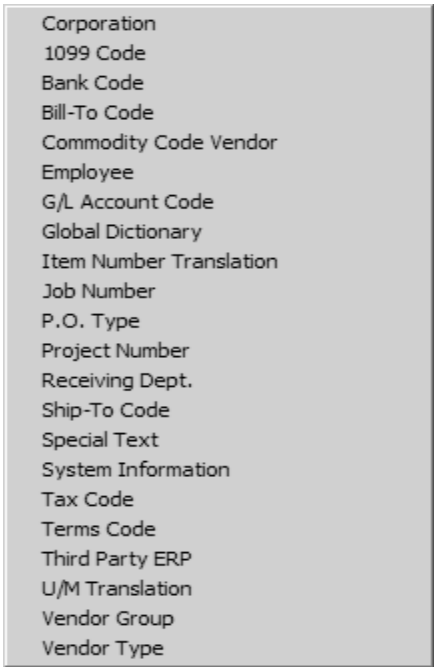 Corporation
1099 Code
Bank Code
Bill-To Code
Commodity Code Vendor
Employee
G/L Account Code
Global Dictionary
Item Number Translation
Job Number
P.O. Type
Project Number
Receiving Dept.
Ship-To Code
Special Text
System Information
Tax Code
Terms Code
Third Party ERP
U/M Translation
Vendor Group
Vendor Type